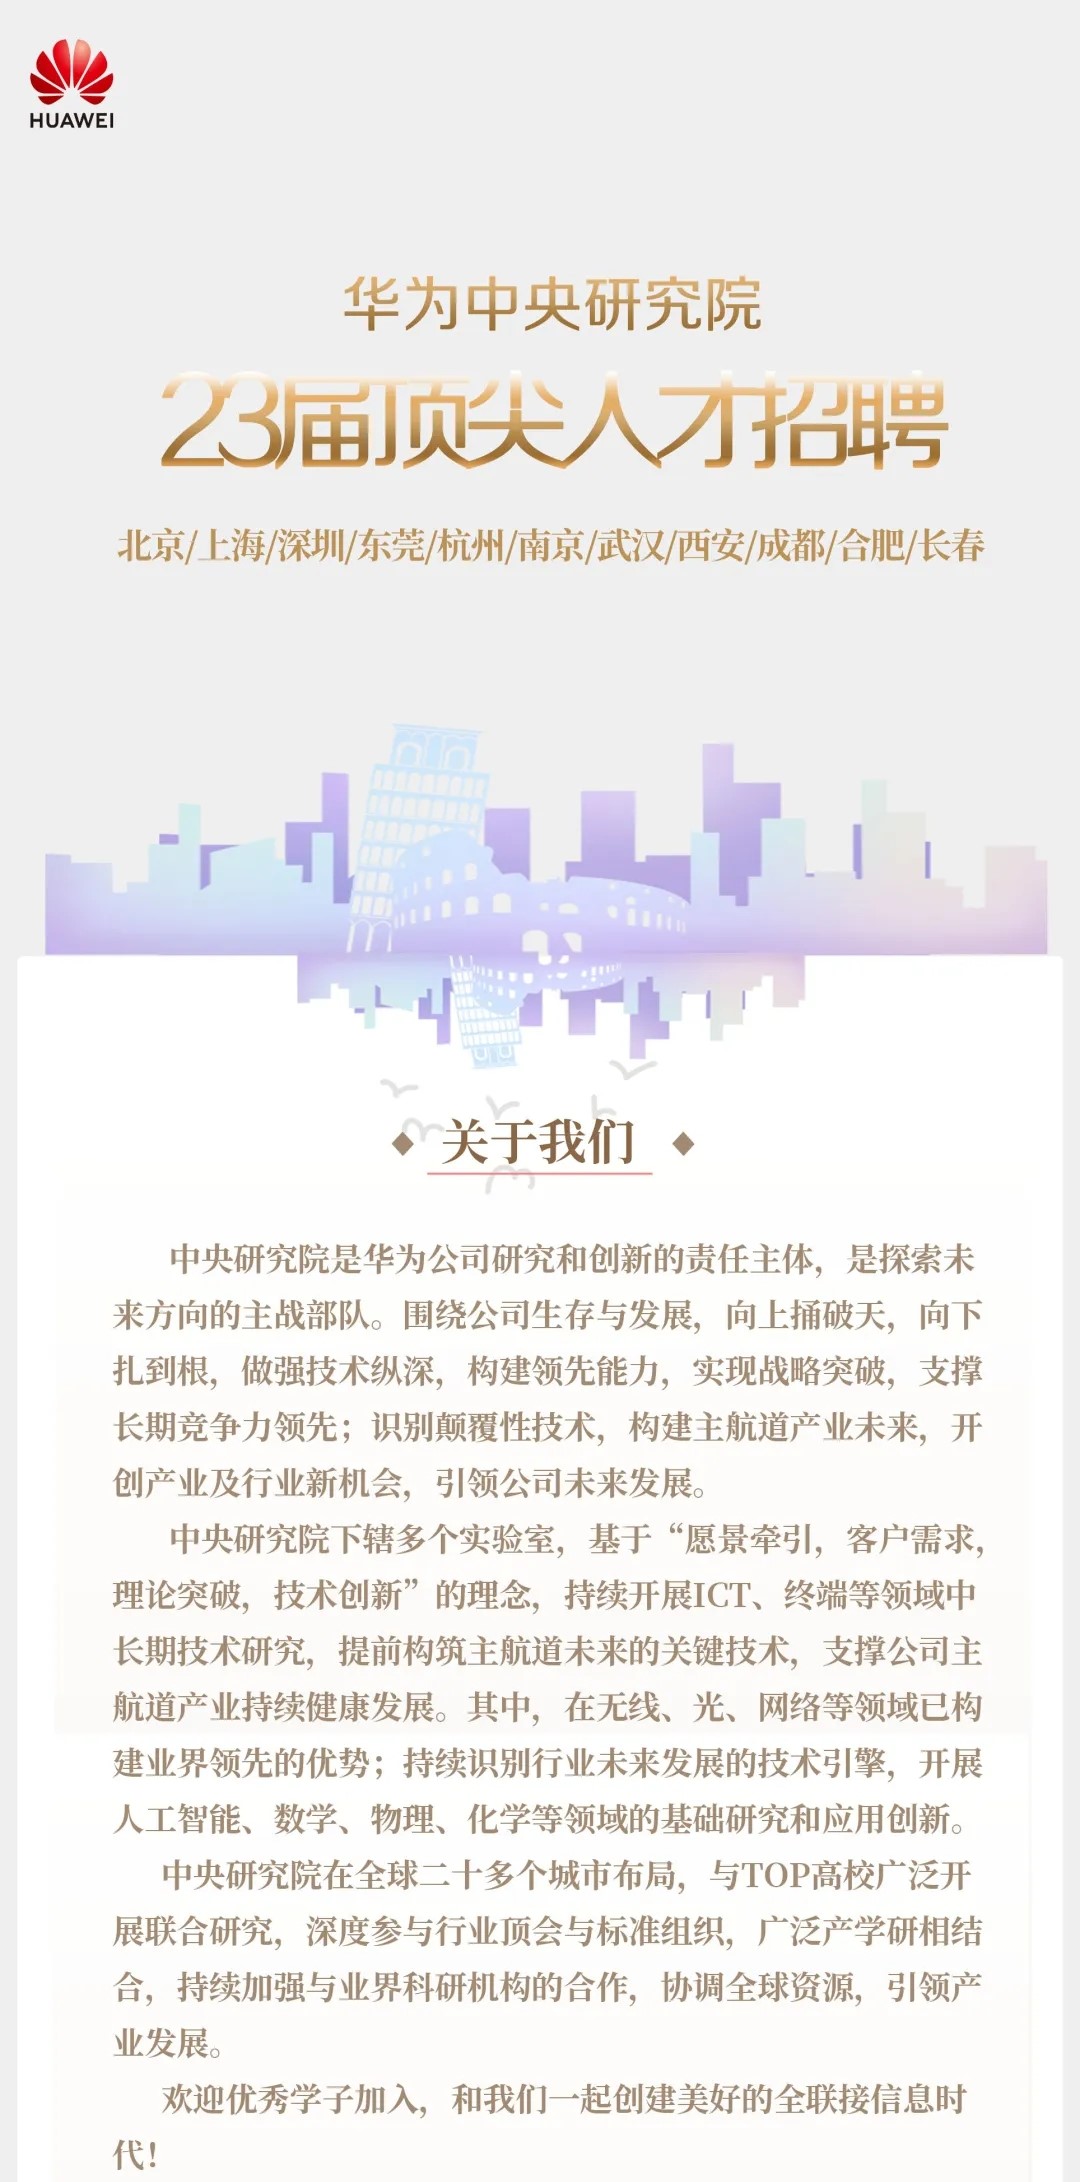 HUAWEI
华为中央研究院
23届顶尖人才招聘
北京/上海/深圳/东莞/杭州/南京/武汉/西安/成都/合肥/长春
关于我们
中央研究院是华为公司研究和创新的责任主体，是探索未
来方向的主战部队。围绕公司生存与发展，向上捅破天，向下
扎到根，做强技术纵深，构建领先能力，实现战略突破，支撑
长期竞争力领先；识别颠覆性技术，构建主航道产业未来，开
创产业及行业新机会，引领公司未来发展。
中央研究院下辖多个实验室，基于“愿景牵引，客户需求，
理论突破，技术创新”的理念，持续开展ICT、终端等领域中
长期技术研究，提前构筑主航道未来的关键技术，支撑公司主
航道产业持续健康发展。其中，在无线、光、网络等领域已构
建业界领先的优势；持续识别行业未来发展的技术引擎，开展
人工智能、数学、物理、化学等领域的基础研究和应用创新。
中央研究院在全球二十多个城市布局，与TOP高校广泛开
展联合研究，深度参与行业顶会与标准组织，广泛产学研相结
合，持续加强与业界科研机构的合作，协调全球资源，引领产
业发展。
欢迎优秀学子加入，和我们一起创建美好的全联接信息时
代！